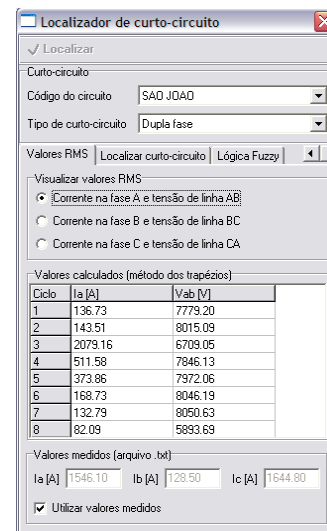 Localizador de curto-circuito
Localizar
Curto-circuito
Código do circuito SAO JOAO
Tipo de curto-circuito Dupla fase
Valores RMS Localizar curto-circuito Lógica Fuzzy
Visualizar valores RMS
Corrente na fase A e tensão de linha AB
Corrente na fase B e tensão de linha BC
Corrente na fase C e tensão de linha CA
Valores calculados (método dos trapézios)
Ciclo Ia [A] Vab [V]
1 136.73 7779.20
2 143.51 8015.09
3 2079.16 6709.05
4 511.58 7846.13
5 373.86 7972.06
6 168.73 8046.19
7 132.79 8050.63
8 82.09 5893.69
Valores medidos (arquivo .txt)
Ia [A] 1546.10 Ib [A] 128.50 Ic [A] 1644.80
Utilizar valores medidos